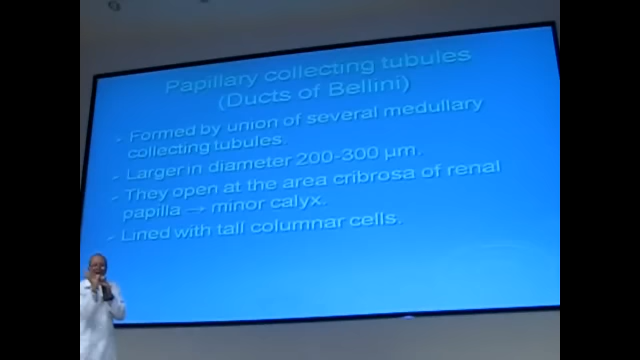 Papillary collecting tubules
(Ducts of Bellini)
- Formed by union of several medullary
collecting tubules.
- Larger in diameter 200-300 µm.
- They open at the area cribrosa of renal
papilla → minor calyx.
- Lined with tall columnar cells.